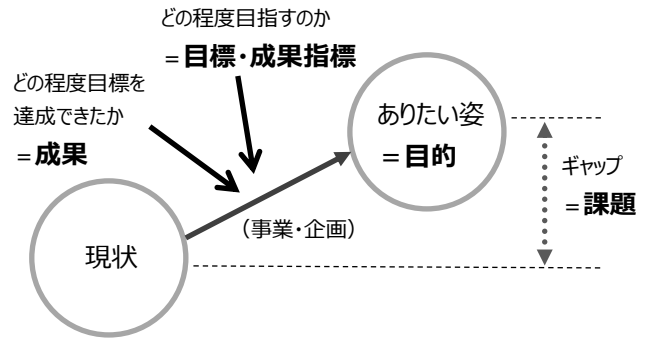 どの程度目指すのか
=目標・成果指標
どの程度目標を
達成できたか
=成果
ありたい姿
=目的
ギャップ
=課題
（事業・企画）
現状